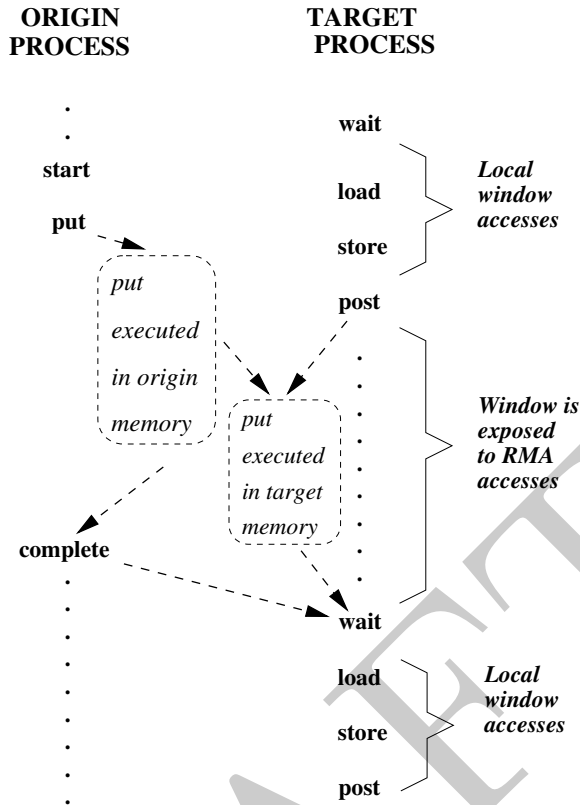 ORIGIN
PROCESS
TARGET
PROCESS
wait
start
load
Local
window
accesses
put
store
put
executed
in origin
memory
post
put
executed
in target
memory
Window is
exposed
to RMA
accesses
complete
wait
load
store
post
Local
window
accesses